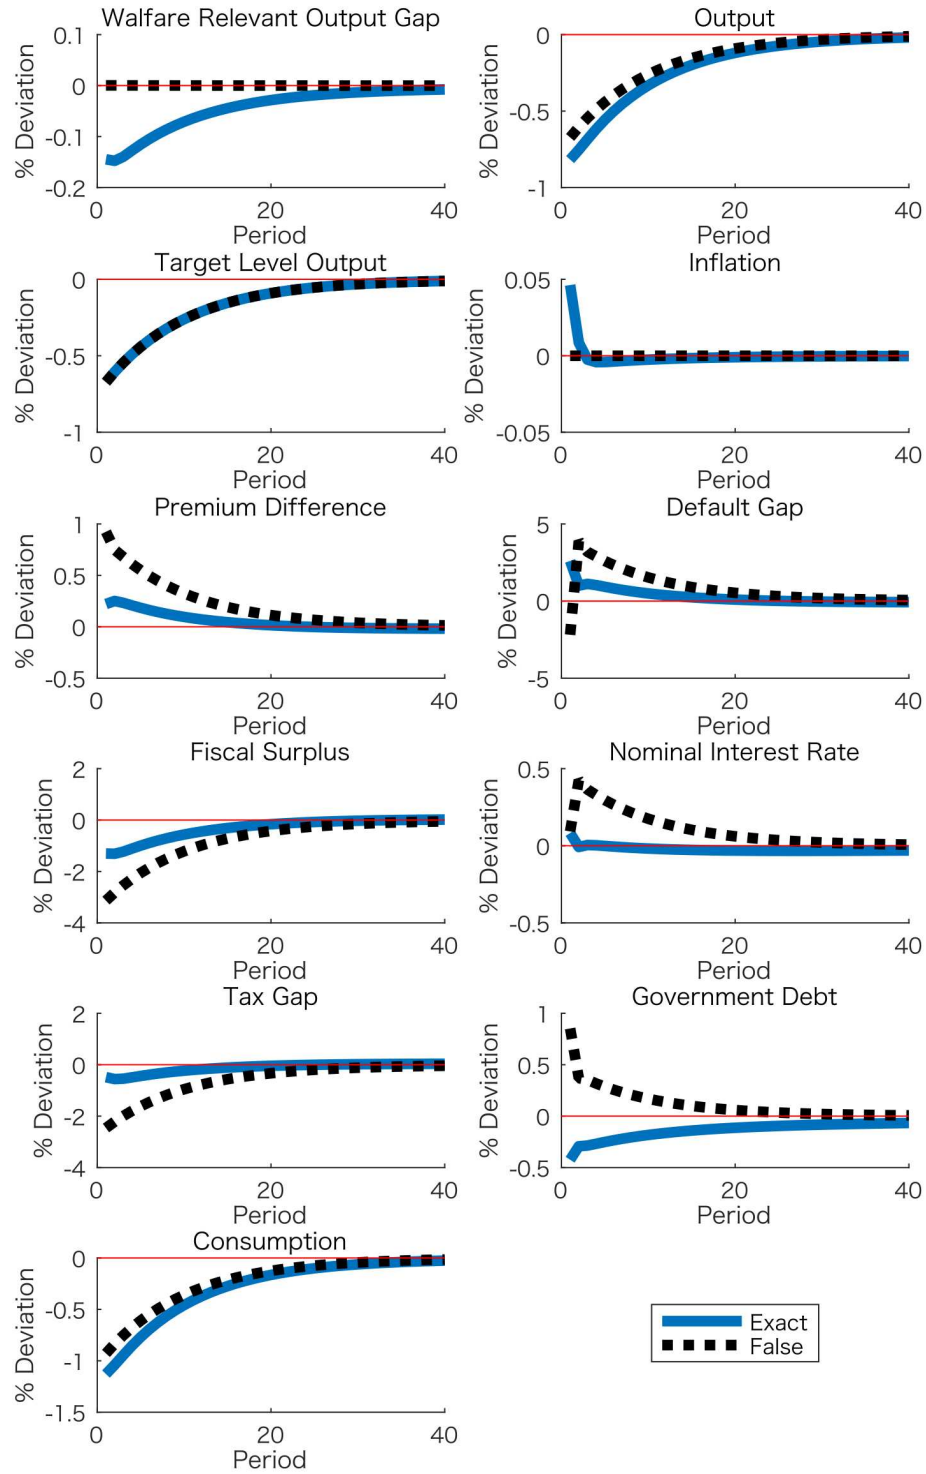 Welfare Relevant Output Gap
0.1
0
-0.1
-0.2
% Deviation
0 20 40
Period
Output
0
-0.5
-1
% Deviation
0 20 40
Period
Target Level Output
0
-0.5
-1
% Deviation
0 20 40
Period
Inflation
0.05
0
-0.05
% Deviation
0 20 40
Period
Premium Difference
1
0.5
0
-0.5
% Deviation
0 20 40
Period
Default Gap
5
0
-5
% Deviation
0 20 40
Period
Fiscal Surplus
2
0
-2
-4
% Deviation
0 20 40
Period
Nominal Interest Rate
0.5
0
-0.5
% Deviation
0 20 40
Period
Tax Gap
2
0
-2
-4
% Deviation
0 20 40
Period
Government Debt
1
0.5
0
-0.5
% Deviation
0 20 40
Period
Consumption
0
-0.5
-1
-1.5
% Deviation
0 20 40
Period
Exact
False